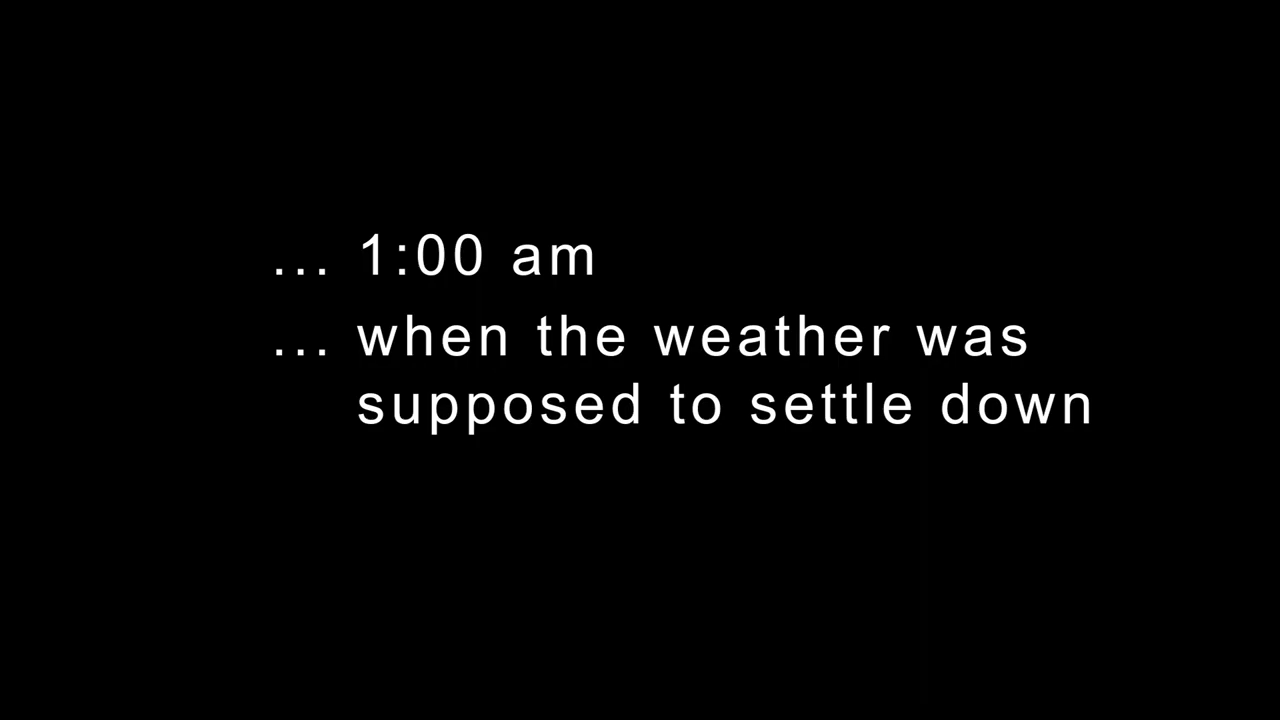 ... 1:00 am
... when the weather was
supposed to settle down